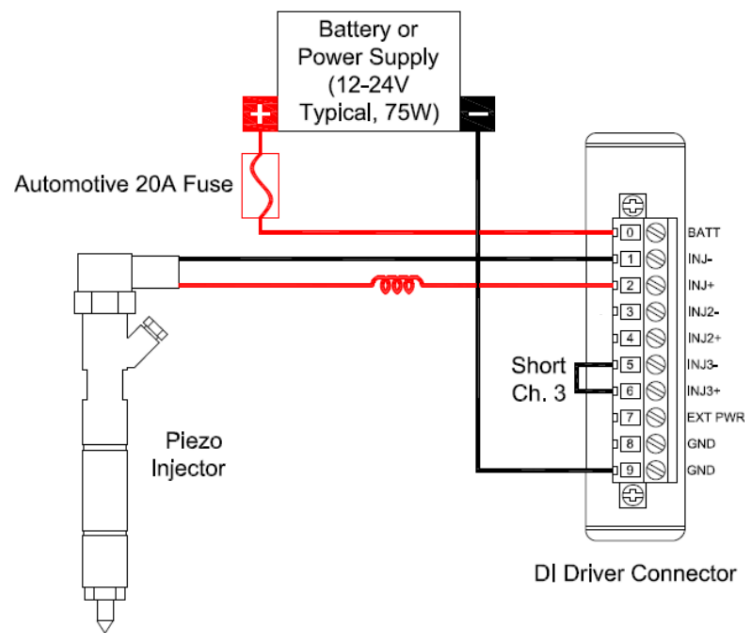 Battery or
Power Supply
(12-24V
Typical, 75W)
+
−
Automotive 20A Fuse
0 BATT
1 INJ-
2 INJ+
3 INJ2-
4 INJ2+
5 INJ3-
6 INJ3+
7 EXT PWR
8 GND
9 GND
Short
Ch. 3
Piezo
Injector
DI Driver Connector